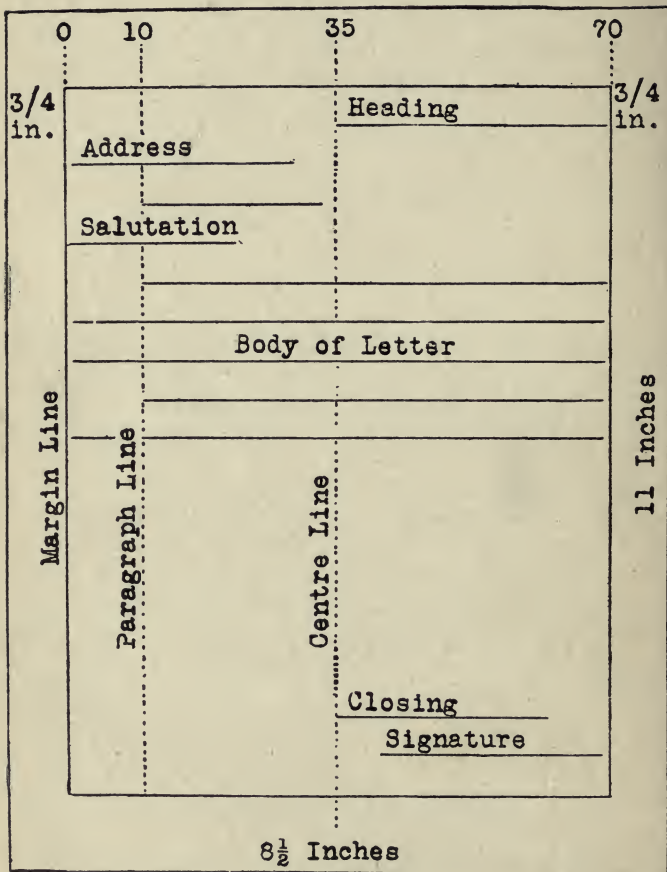 0 10 35 70
3/4 in.
3/4 in.
Heading
Address
Salutation
Body of Letter
Margin Line
Paragraph Line
Centre Line
11 Inches
Closing
Signature
8½ Inches